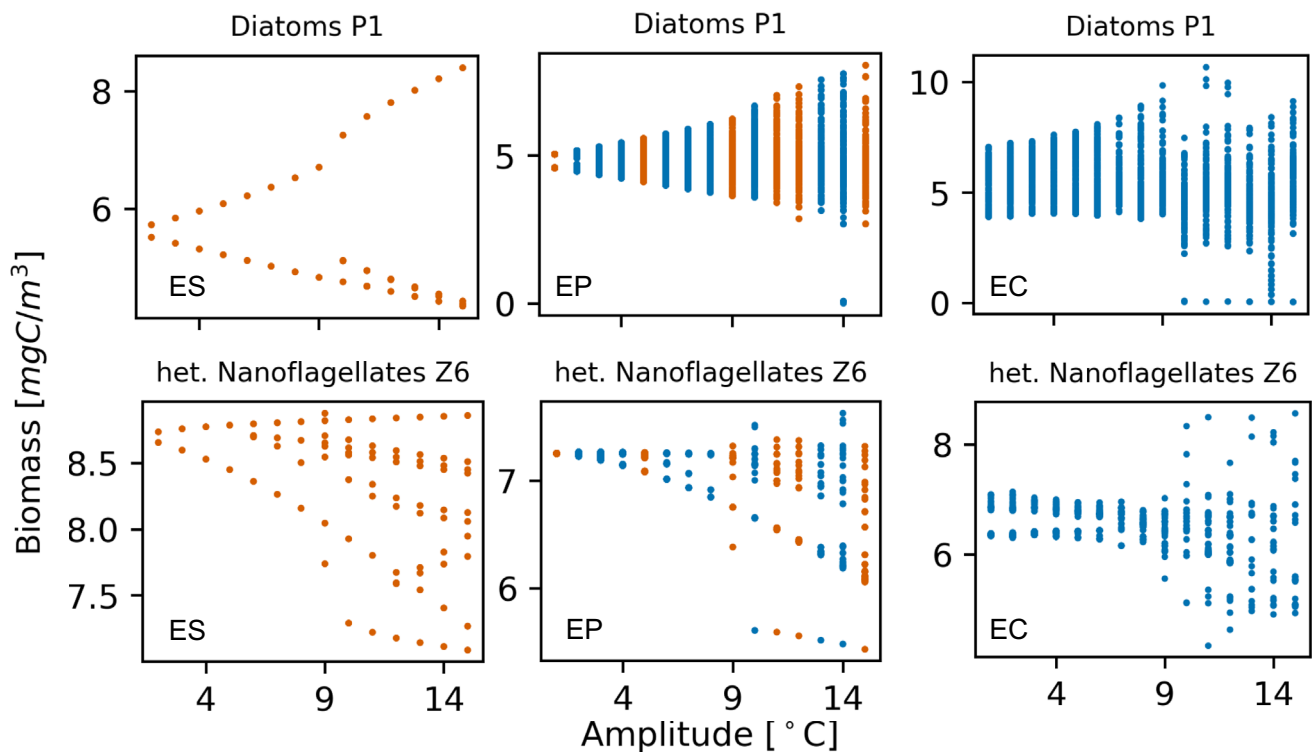 Diatoms P1
Diatoms P1
Diatoms P1
8
6
ES
5
0
EP
10
5
0
EC
Biomass [mgC/m³]
het. Nanoflagellates Z6
het. Nanoflagellates Z6
het. Nanoflagellates Z6
8.5
8.0
7.5
ES
7
6
EP
8
6
EC
4 9 14
4 9 14
4 9 14
Amplitude [°C]